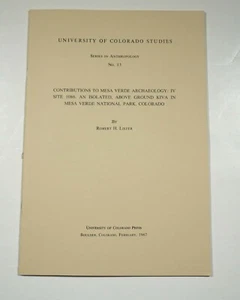 UNIVERSITY OF COLORADO STUDIES
SERIES IN ANTHROPOLOGY
No. 13
CONTRIBUTIONS TO MESA VERDE ARCHAEOLOGY: IV
SITE 1086, AN ISOLATED, ABOVE GROUND KIVA IN
MESA VERDE NATIONAL PARK, COLORADO
BY
ROBERT H. LISTER
UNIVERSITY OF COLORADO PRESS
BOULDER, COLORADO, FEBRUARY, 1967